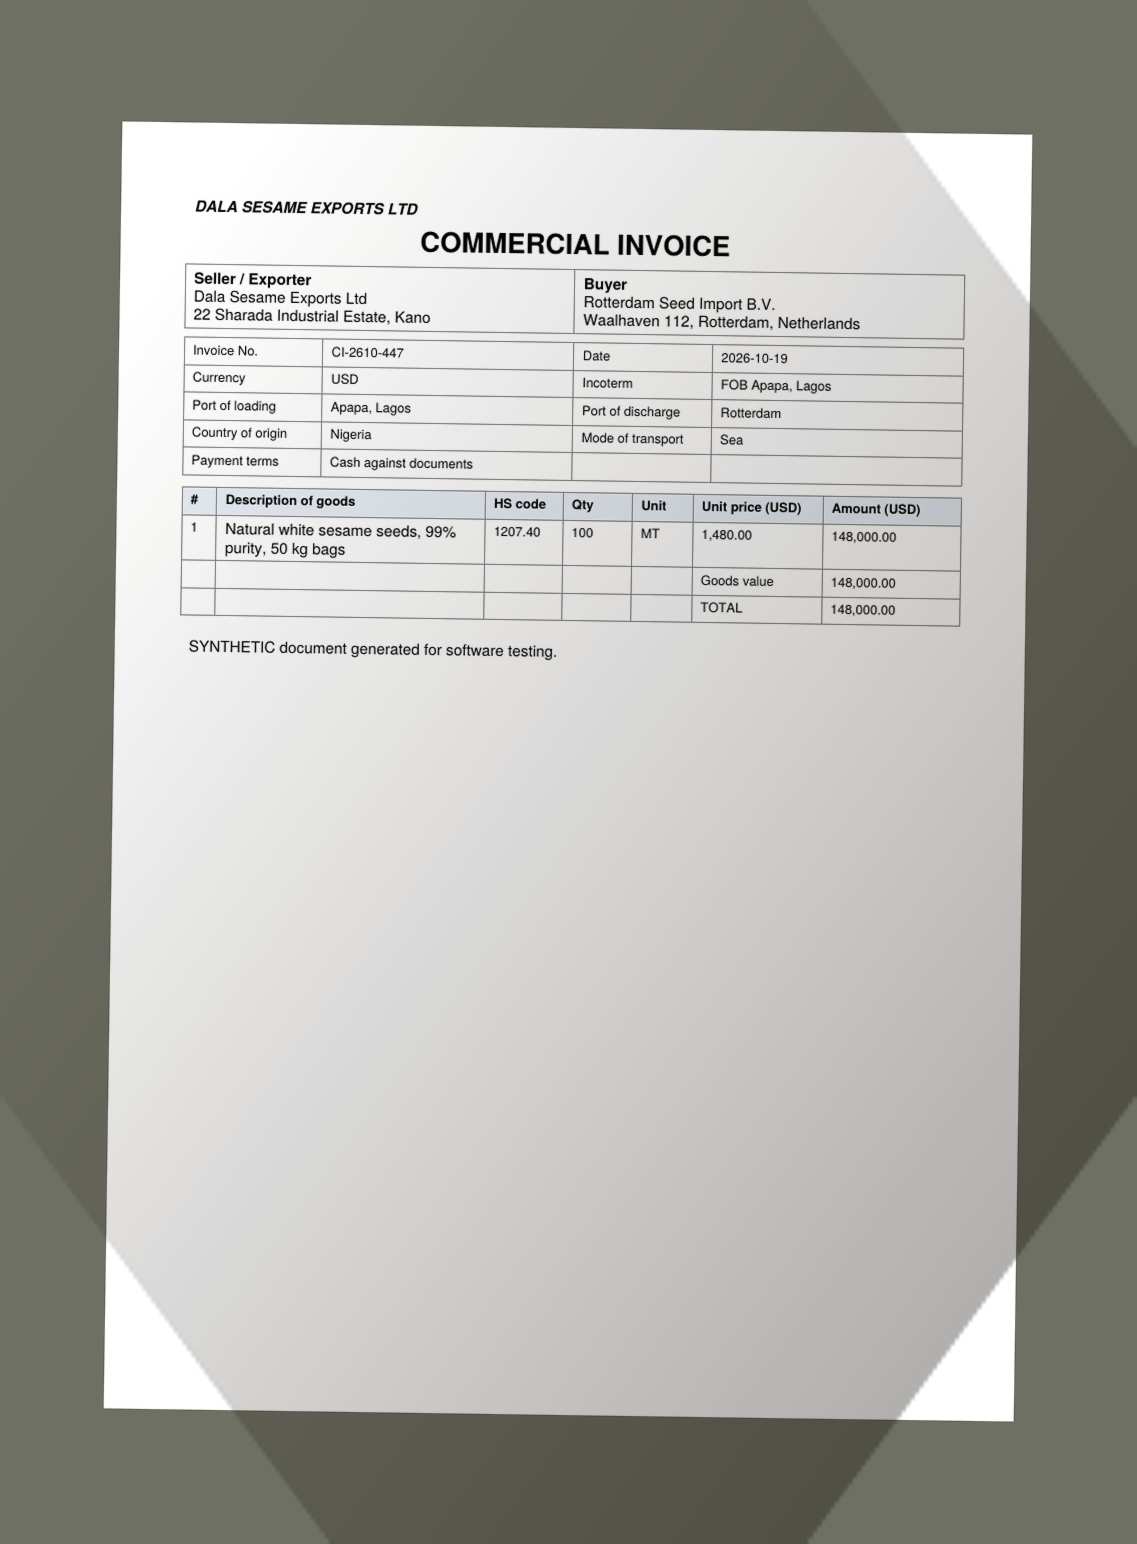 DALA SESAME EXPORTS LTD
COMMERCIAL INVOICE
Seller / Exporter
Dala Sesame Exports Ltd
22 Sharada Industrial Estate, Kano
Buyer
Rotterdam Seed Import B.V.
Waalhaven 112, Rotterdam, Netherlands
Invoice No. CI-2610-447 Date 2026-10-19
Currency USD Incoterm FOB Apapa, Lagos
Port of loading Apapa, Lagos Port of discharge Rotterdam
Country of origin Nigeria Mode of transport Sea
Payment terms Cash against documents
# Description of goods HS code Qty Unit Unit price (USD) Amount (USD)
1 Natural white sesame seeds, 99% 1207.40 100 MT 1,480.00 148,000.00
purity, 50 kg bags
Goods value 148,000.00
TOTAL 148,000.00
SYNTHETIC document generated for software testing.